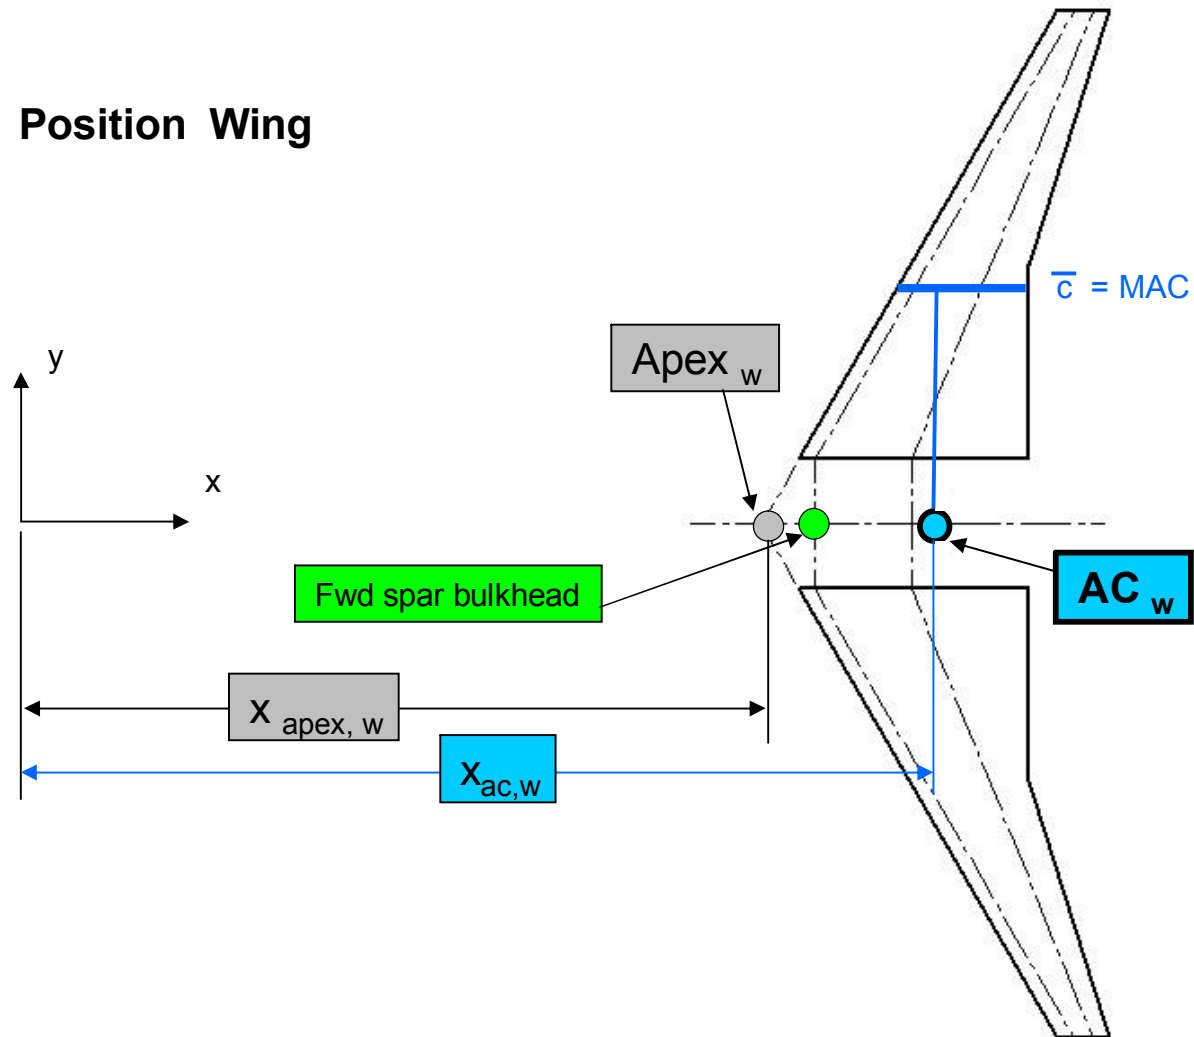 Position Wing
c̅ = MAC
Apex w
y
x
Fwd spar bulkhead
AC w
x apex, w
xac,w